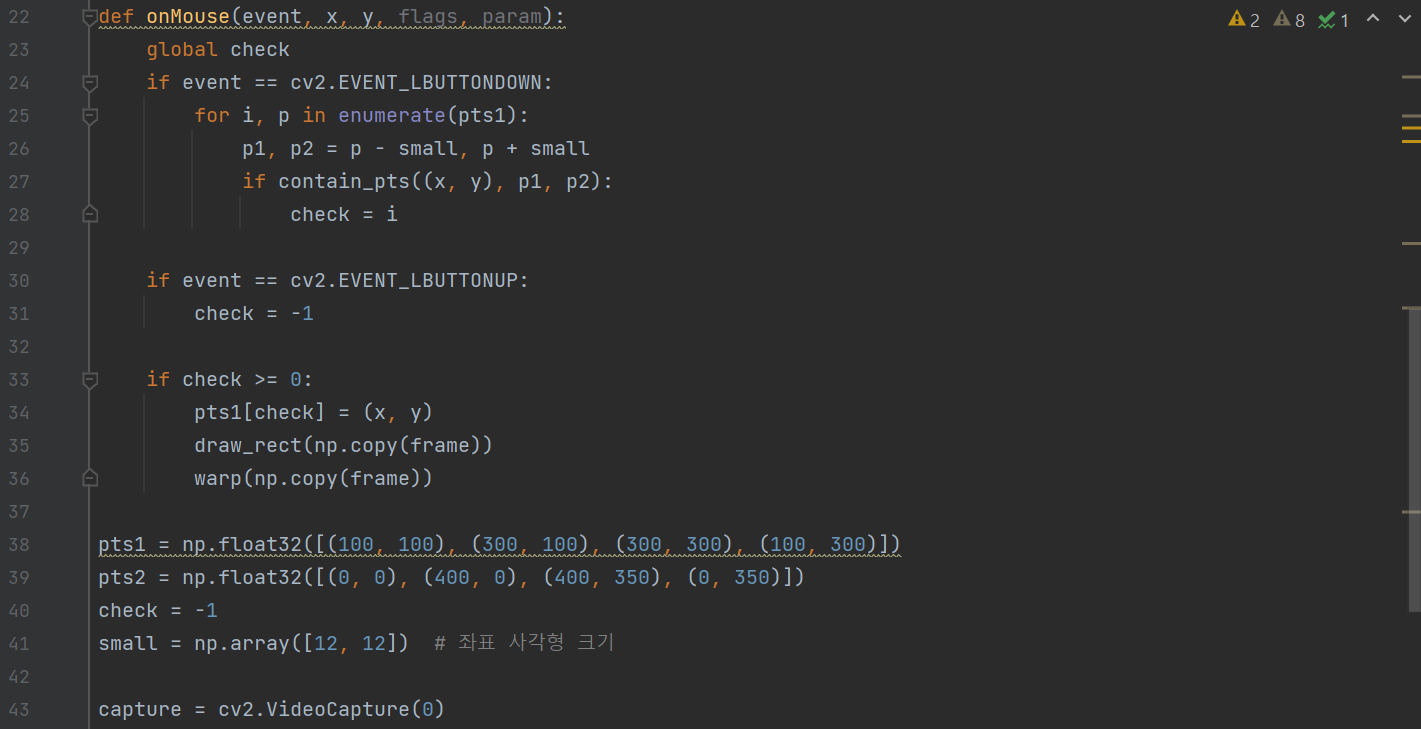 22 def onMouse(event, x, y, flags, param):
23     global check
24     if event == cv2.EVENT_LBUTTONDOWN:
25         for i, p in enumerate(pts1):
26             p1, p2 = p - small, p + small
27             if contain_pts((x, y), p1, p2):
28                 check = i
29
30     if event == cv2.EVENT_LBUTTONUP:
31         check = -1
32
33     if check >= 0:
34         pts1[check] = (x, y)
35         draw_rect(np.copy(frame))
36         warp(np.copy(frame))
37
38 pts1 = np.float32([(100, 100), (300, 100), (300, 300), (100, 300)])
39 pts2 = np.float32([(0, 0), (400, 0), (400, 350), (0, 350)])
40 check = -1
41 small = np.array([12, 12])  # 좌표 사각형 크기
42
43 capture = cv2.VideoCapture(0)
2 8 1